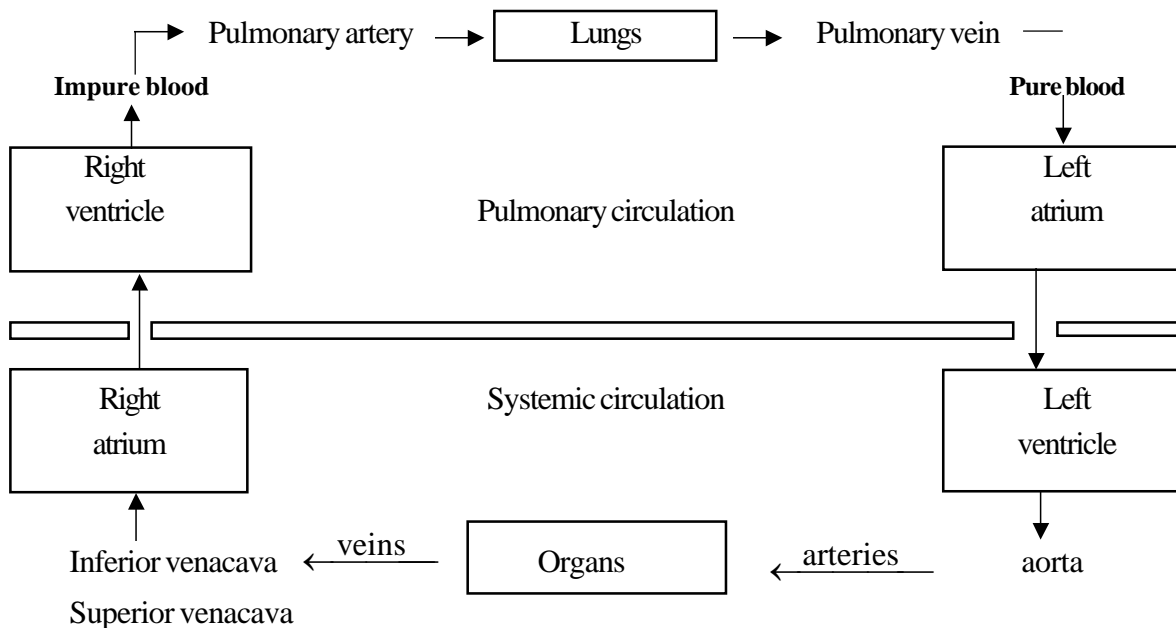 Pulmonary artery
Lungs
Pulmonary vein
Impure blood
Pure blood
Right
ventricle
Pulmonary circulation
Left
atrium
Right
atrium
Systemic circulation
Left
ventricle
Inferior venacava
Superior venacava
veins
Organs
arteries
aorta